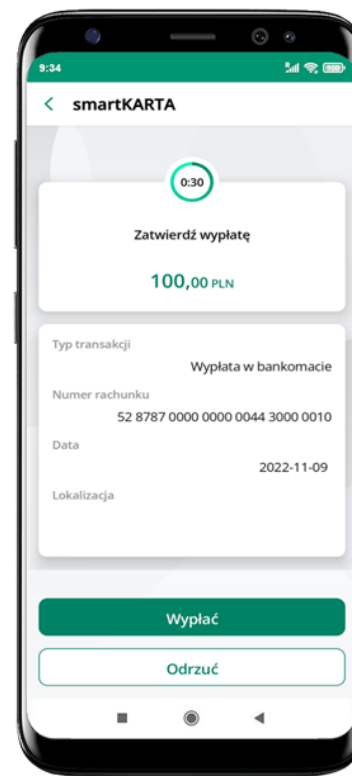 9:34
100
< smartKARTA
0:30
Zatwierdź wypłatę
100,00 PLN
Typ transakcji
Wypłata w bankomacie
Numer rachunku
52 8787 0000 0000 0044 3000 0010
Data
2022-11-09
Lokalizacja
Wypłać
Odrzuć